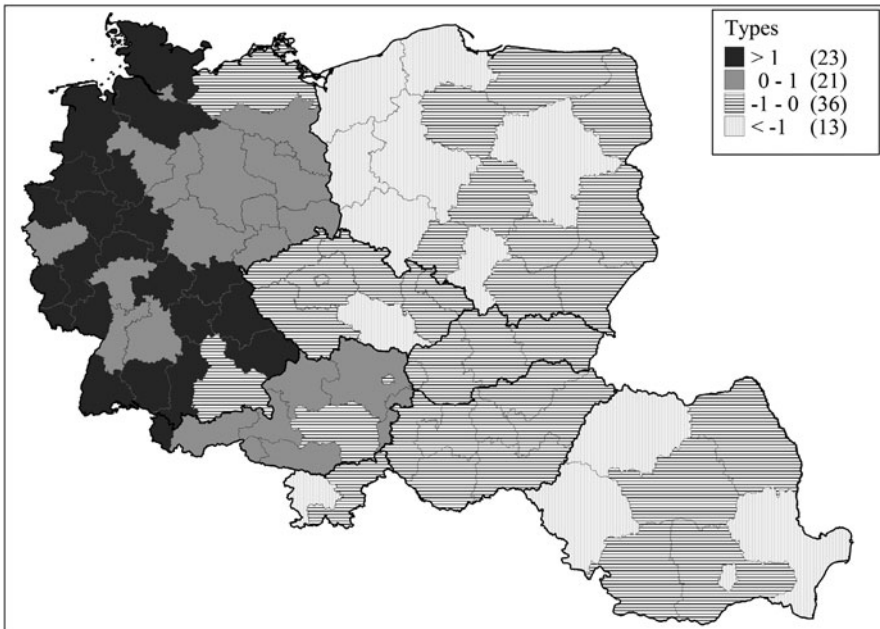 Types
> 1 (23)
0 - 1 (21)
-1 - 0 (36)
< -1 (13)